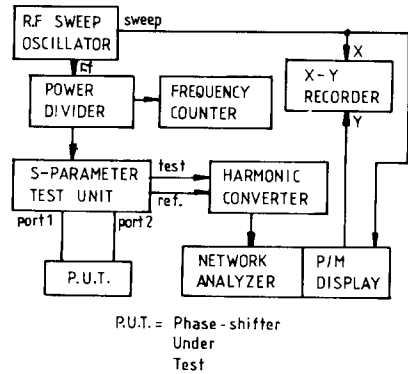 R.F SWEEP
OSCILLATOR
sweep
rf
X
X-Y
RECORDER
Y
POWER
DIVIDER
FREQUENCY
COUNTER
S-PARAMETER
TEST UNIT
test
ref.
HARMONIC
CONVERTER
port1
port2
P.U.T.
NETWORK
ANALYZER
P/M
DISPLAY
P.U.T. = Phase-shifter
Under
Test